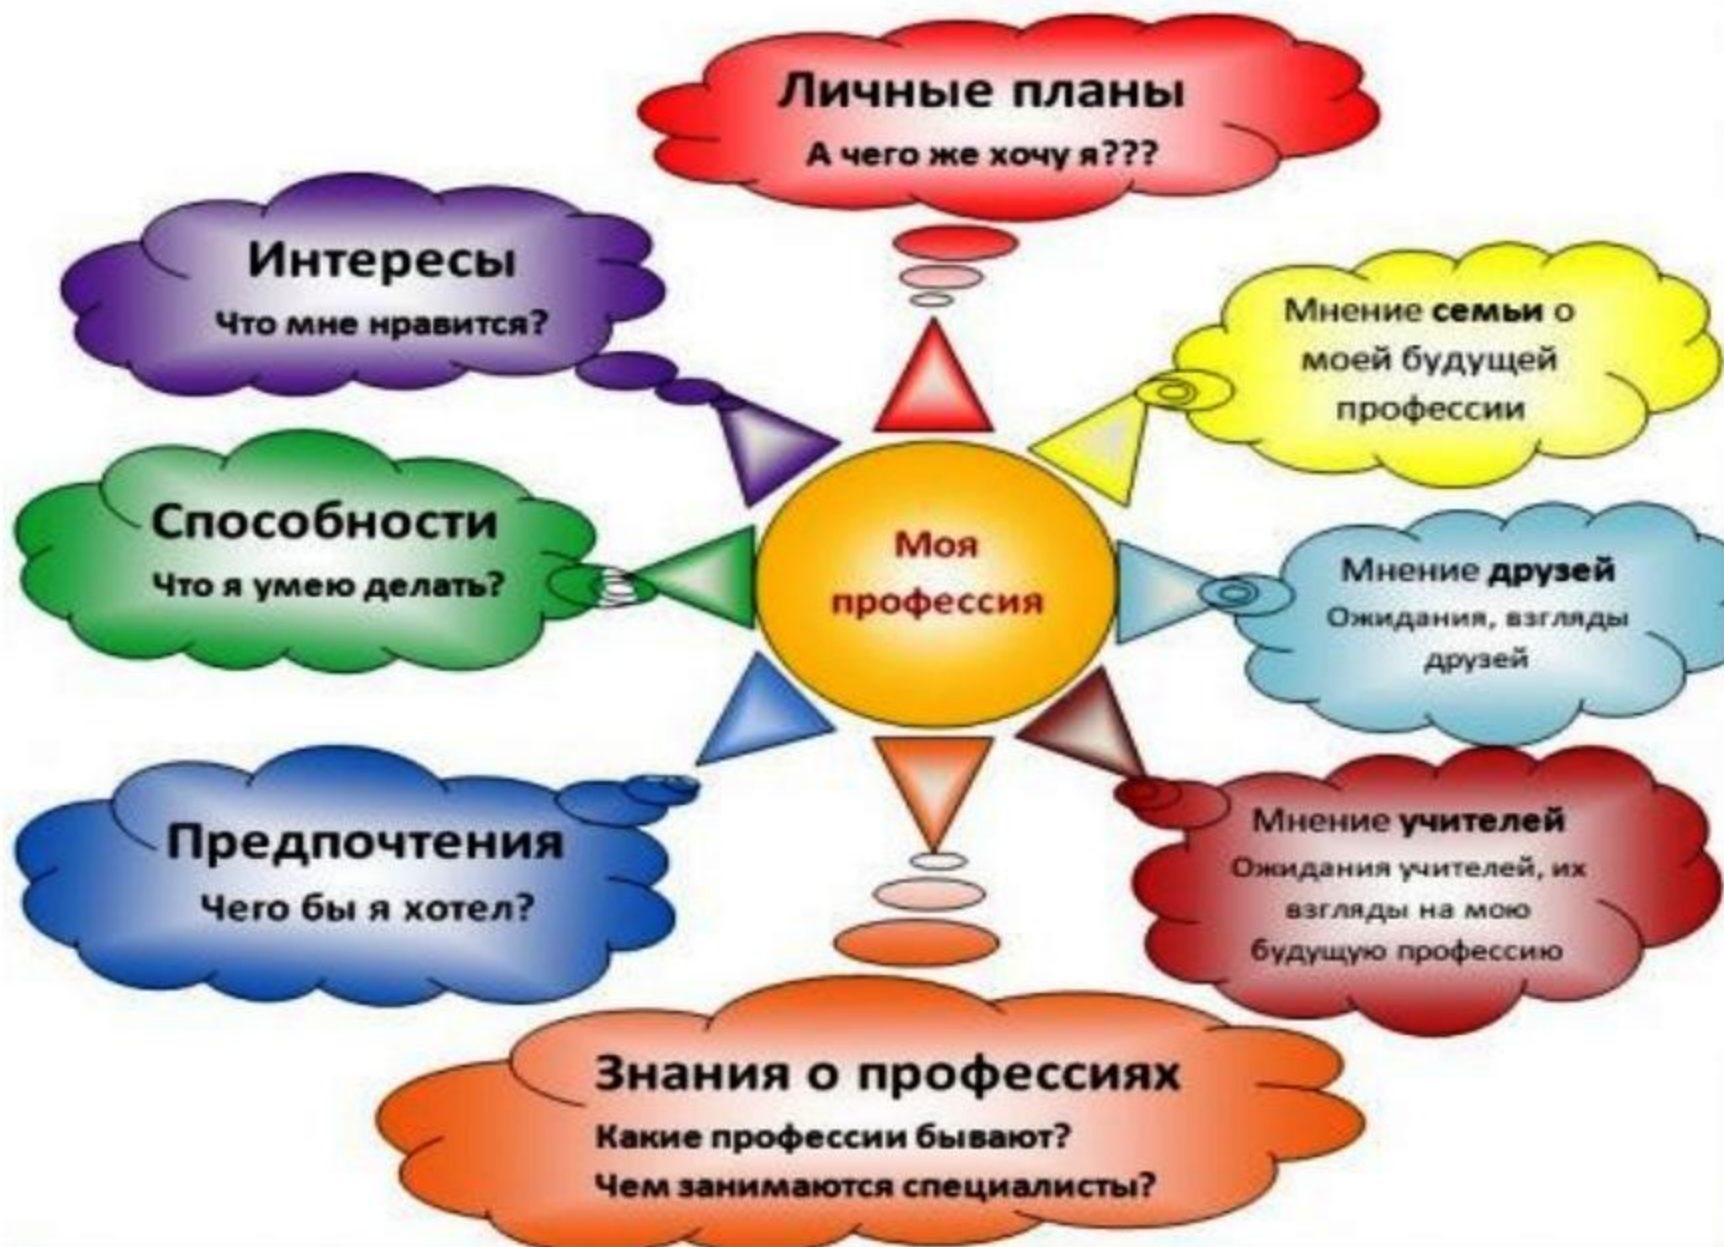 Личные планы
А чего же хочу я???
Интересы
Что мне нравится?
Мнение семьи о
моей будущей
профессии
Способности
Что я умею делать?
Моя
профессия
Мнение друзей
Ожидания, взгляды
друзей
Предпочтения
Чего бы я хотел?
Мнение учителей
Ожидания учителей, их
взгляды на мою
будущую профессию
Знания о профессиях
Какие профессии бывают?
Чем занимаются специалисты?